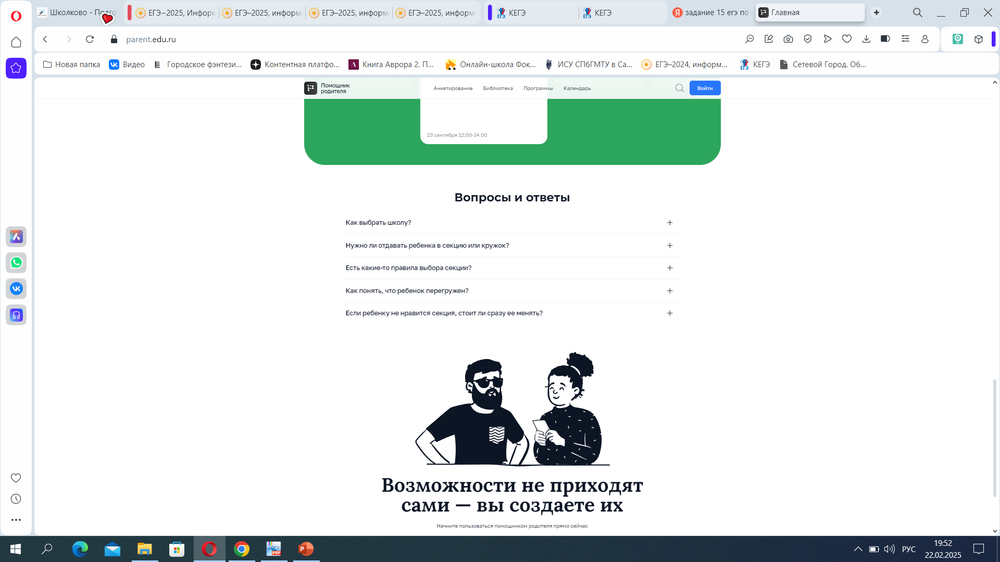 Школково - Подго
ЕГЭ–2025, Информ
ЕГЭ–2025, информ
ЕГЭ–2025, информ
ЕГЭ–2025, информ
КЕГЭ
КЕГЭ
задание 15 егэ по
Главная
parent.edu.ru
Новая папка
Видео
Городское фэнтези...
Контентная платфо...
Книга Аврора 2. П...
Онлайн-школа Фок...
ИСУ СПбГМТУ в Са...
ЕГЭ–2024, информ...
КЕГЭ
Сетевой Город. Об...
Помощник
родителя
Анкетирование
Библиотека
Программы
Календарь
Войти
23 сентября 12:00-14:00
Вопросы и ответы
Как выбрать школу?
Нужно ли отдавать ребенка в секцию или кружок?
Есть какие-то правила выбора секции?
Как понять, что ребенок перегружен?
Если ребенку не нравится секция, стоит ли сразу ее менять?
Возможности не приходят
сами — вы создаете их
Начните пользоваться помощником родителя прямо сейчас
РУС
19:52
22.02.2025